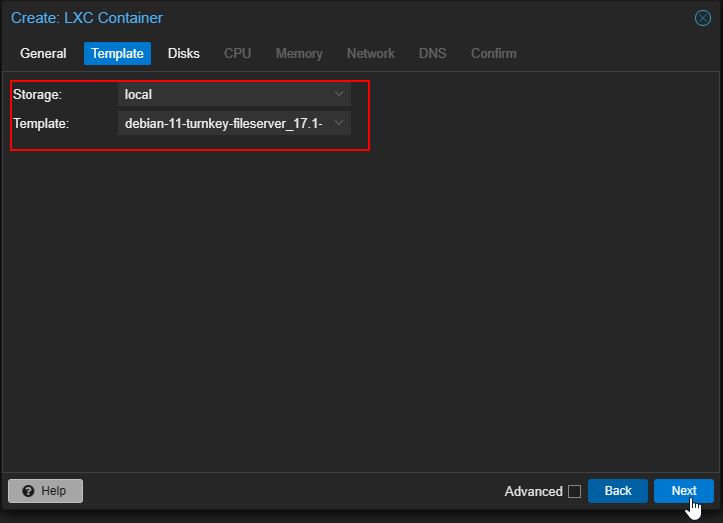 Create: LXC Container
General Template Disks CPU Memory Network DNS Confirm
Storage: local
Template: debian-11-turnkey-fileserver_17.1-
Help Advanced Back Next